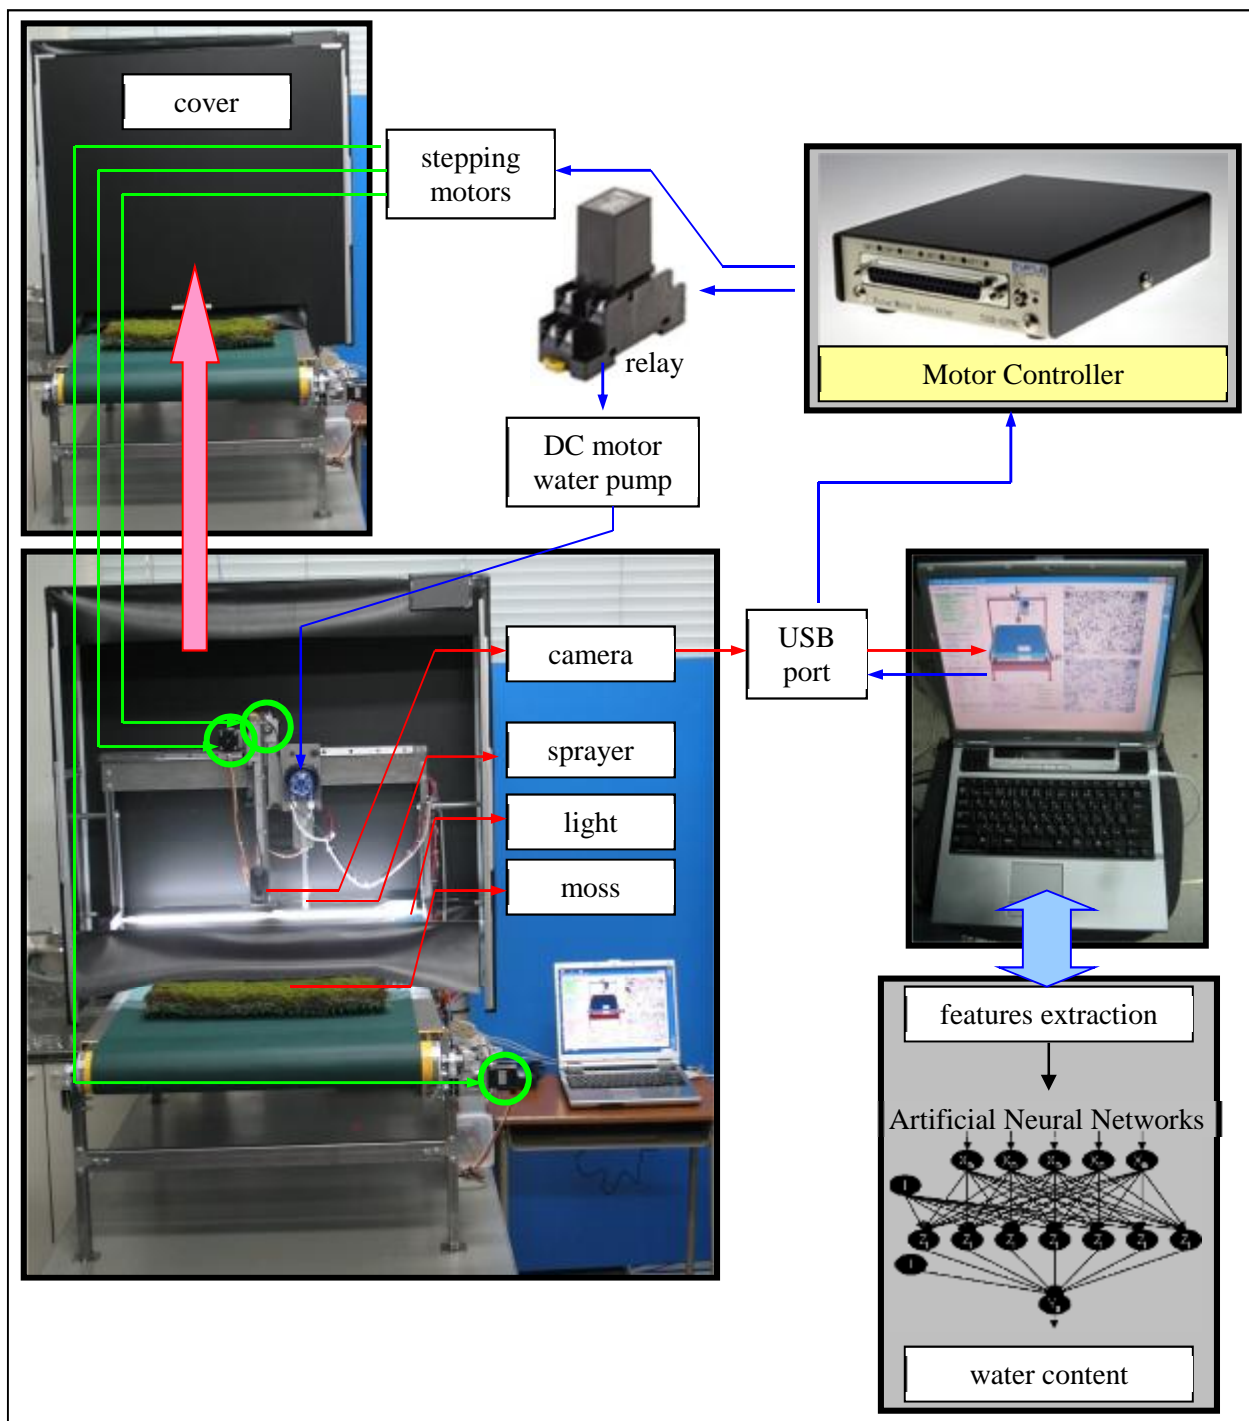 cover
stepping
motors
relay
Motor Controller
DC motor
water pump
camera
USB
port
sprayer
light
moss
features extraction
Artificial Neural Networks
water content